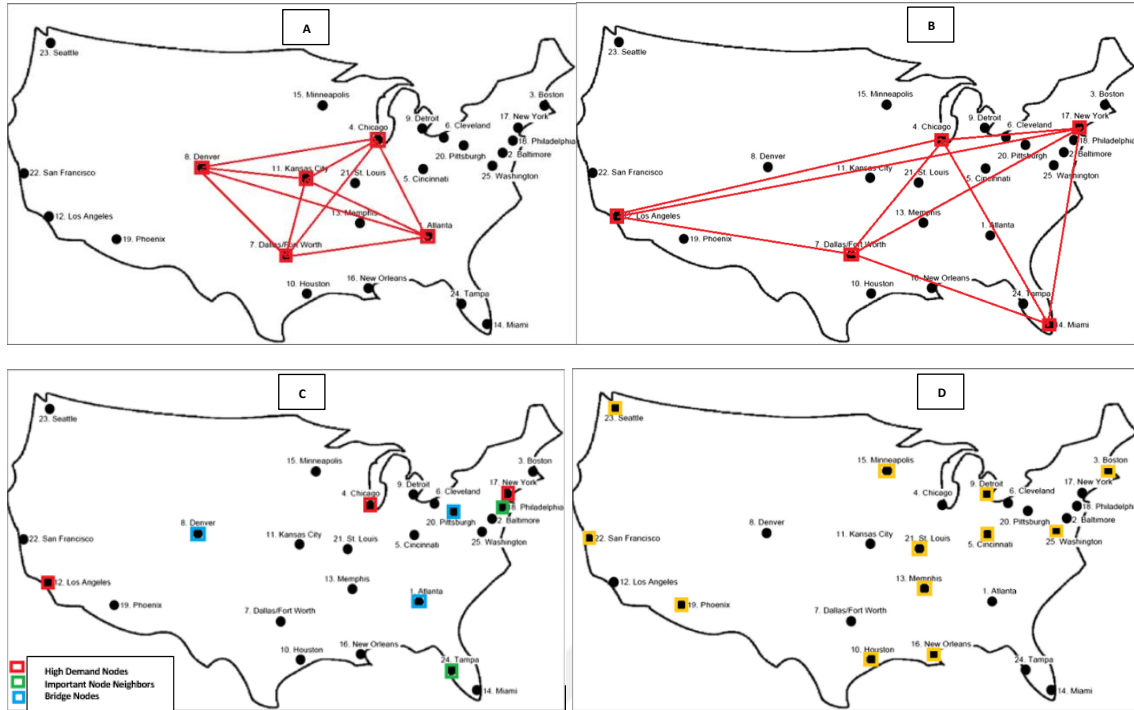 A
23. Seattle
15. Minneapolis
3. Boston
17. New York
9. Detroit
6. Cleveland
4. Chicago
18. Philadelphia
20. Pittsburgh
2. Baltimore
25. Washington
8. Denver
11. Kansas City
21. St. Louis
5. Cincinnati
22. San Francisco
13. Memphis
12. Los Angeles
Atlanta
19. Phoenix
7. Dallas/Fort Worth
16. New Orleans
10. Houston
24. Tampa
14. Miami
B
23. Seattle
15. Minneapolis
3. Boston
17. New York
9. Detroit
6. Cleveland
4. Chicago
18. Philadelphia
20. Pittsburgh
2. Baltimore
25. Washington
8. Denver
11. Kansas City
21. St. Louis
5. Cincinnati
22. San Francisco
13. Memphis
2. Los Angeles
1. Atlanta
19. Phoenix
7. Dallas/Fort Worth
16. New Orleans
10. Houston
24. Tampa
14. Miami
C
23. Seattle
15. Minneapolis
3. Boston
17. New York
9. Detroit
6. Cleveland
4. Chicago
18. Philadelphia
20. Pittsburgh
2. Baltimore
25. Washington
8. Denver
11. Kansas City
21. St. Louis
5. Cincinnati
22. San Francisco
13. Memphis
12. Los Angeles
1. Atlanta
19. Phoenix
7. Dallas/Fort Worth
16. New Orleans
10. Houston
24. Tampa
14. Miami
High Demand Nodes
Important Node Neighbors
Bridge Nodes
D
23. Seattle
15. Minneapolis
3. Boston
17. New York
9. Detroit
6. Cleveland
4. Chicago
18. Philadelphia
20. Pittsburgh
2. Baltimore
25. Washington
8. Denver
11. Kansas City
21. St. Louis
5. Cincinnati
22. San Francisco
13. Memphis
12. Los Angeles
1. Atlanta
19. Phoenix
7. Dallas/Fort Worth
16. New Orleans
10. Houston
24. Tampa
14. Miami